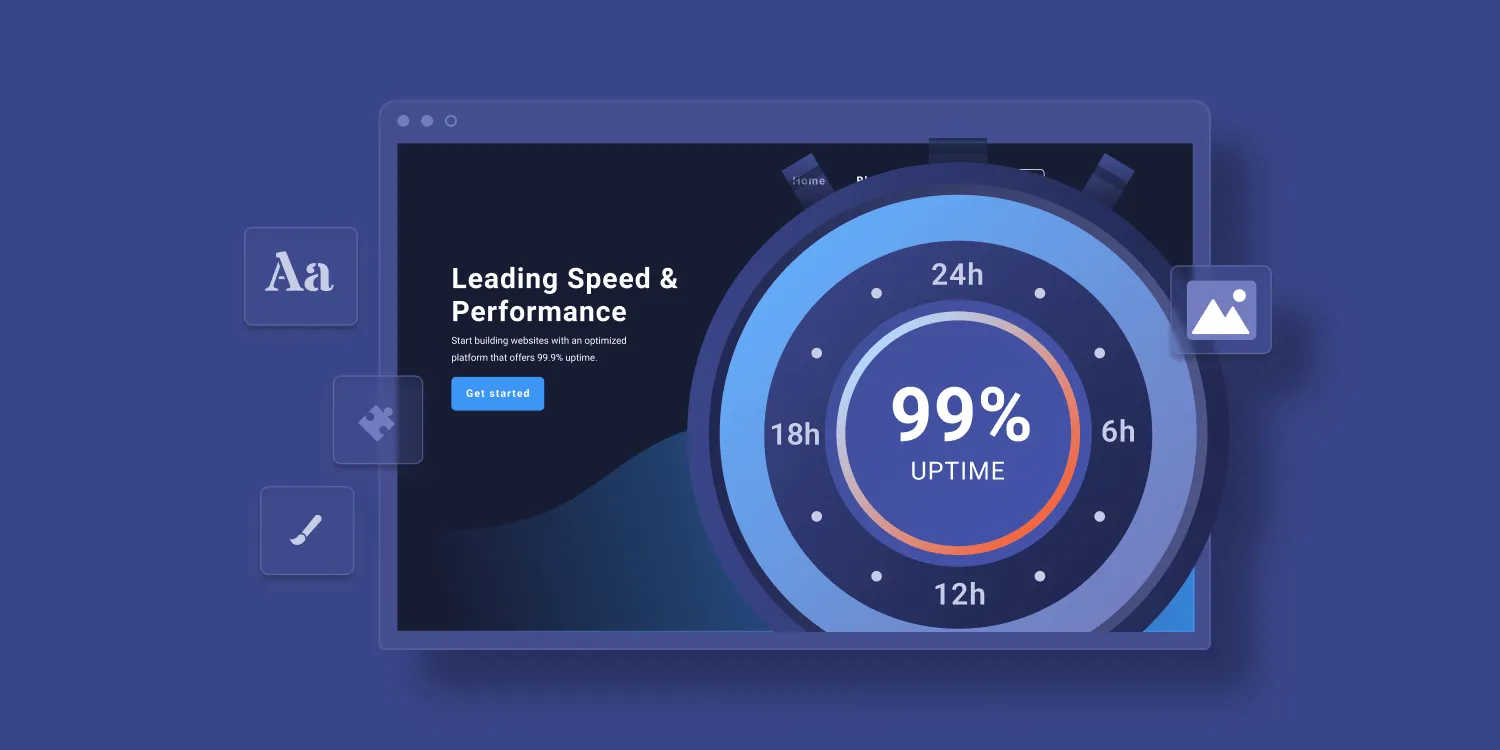 Home
Aa
Leading Speed &
Performance
Start building websites with an optimized
platform that offers 99.9% uptime.
Get started
24h
18h
99%
UPTIME
6h
12h